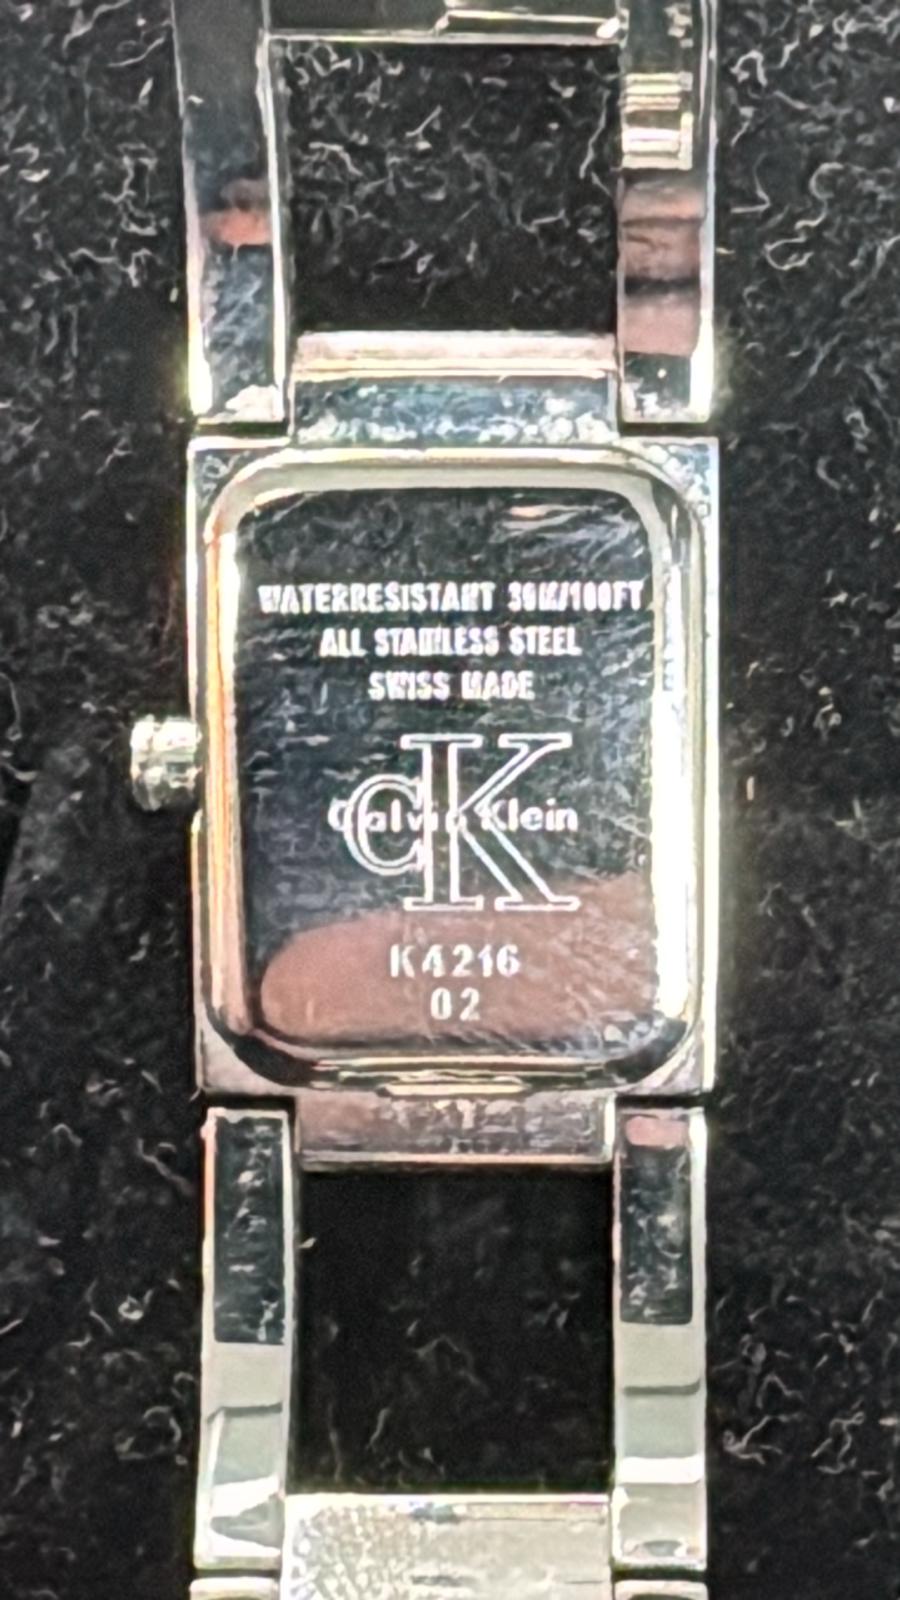 WATERRESISTANT 30M/100FT
ALL STAINLESS STEEL
SWISS MADE
cK
Calvin Klein
K4216
02